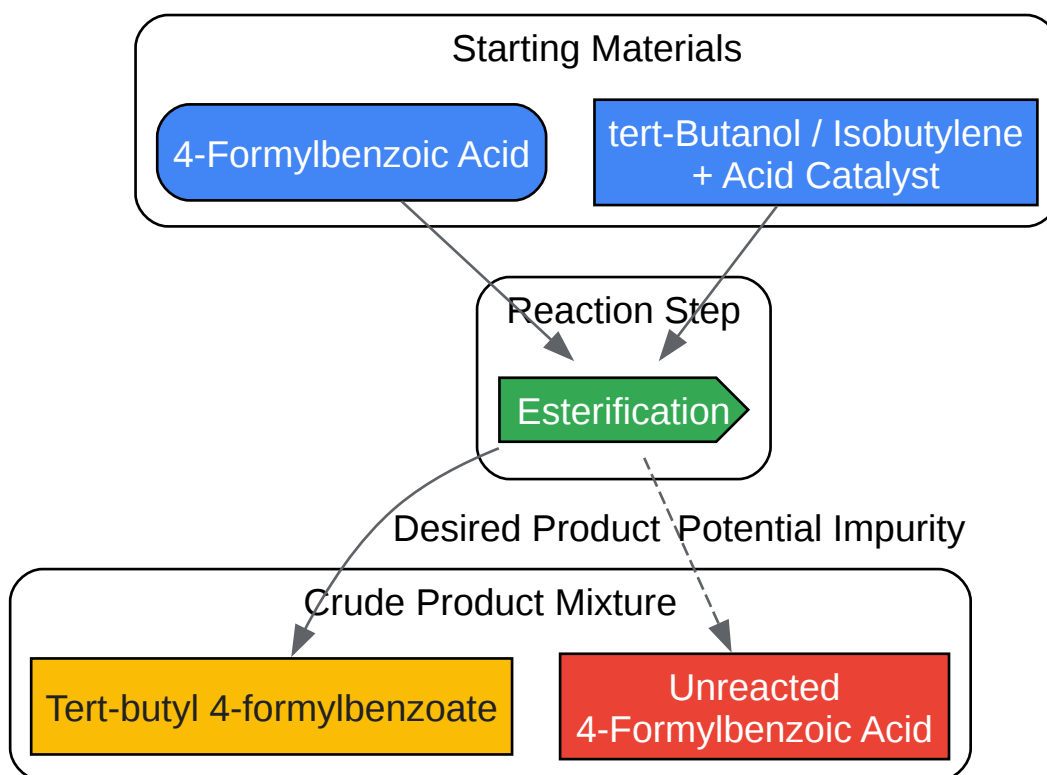 Starting Materials
4-Formylbenzoic Acid
tert-Butanol / Isobutylene
+ Acid Catalyst
Reaction Step
Esterification
Desired Product
Potential Impurity
Crude Product Mixture
Tert-butyl 4-formylbenzoate
Unreacted
4-Formylbenzoic Acid